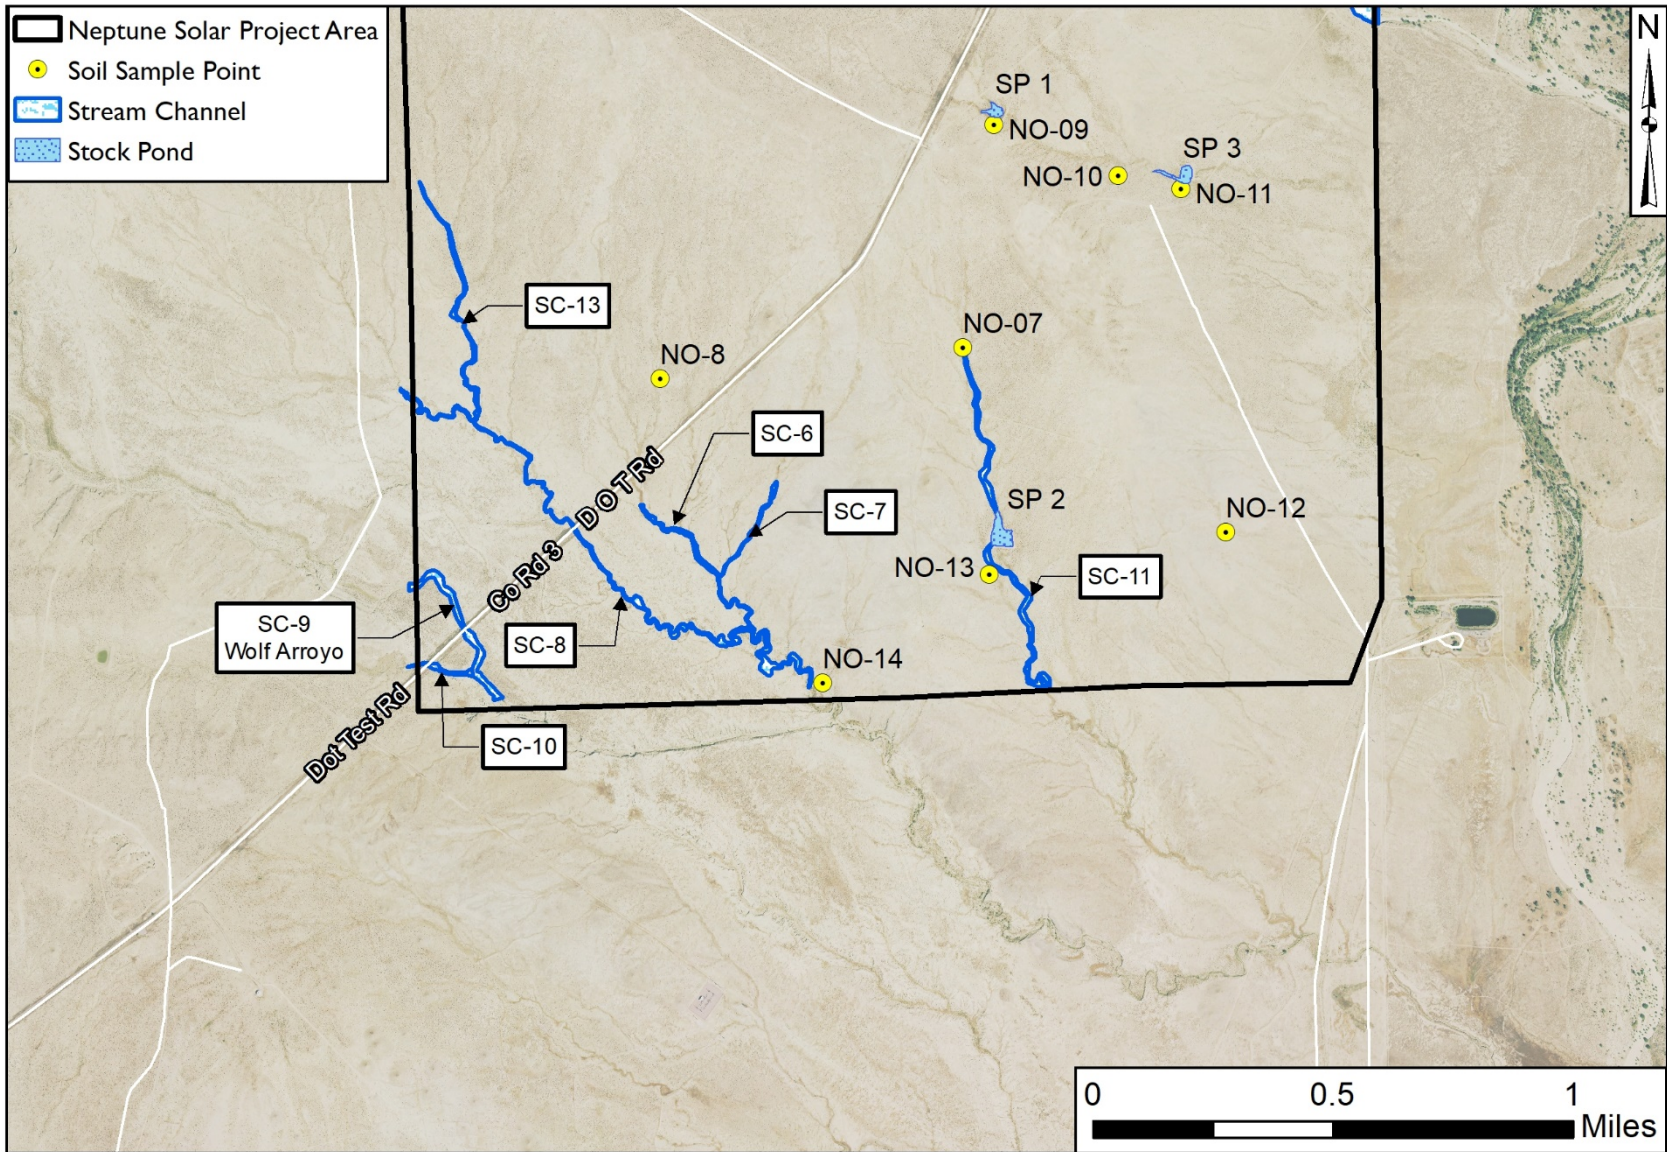 Neptune Solar Project Area
Soil Sample Point
Stream Channel
Stock Pond
N
SP 1
NO-09
SP 3
NO-10
NO-11
SC-13
NO-07
NO-8
SC-6
D O T Rd
SC-7
SP 2
NO-12
Co Rd 3
NO-13
SC-11
SC-9
Wolf Arroyo
SC-8
NO-14
Dot Test Rd
SC-10
0 0.5 1
Miles